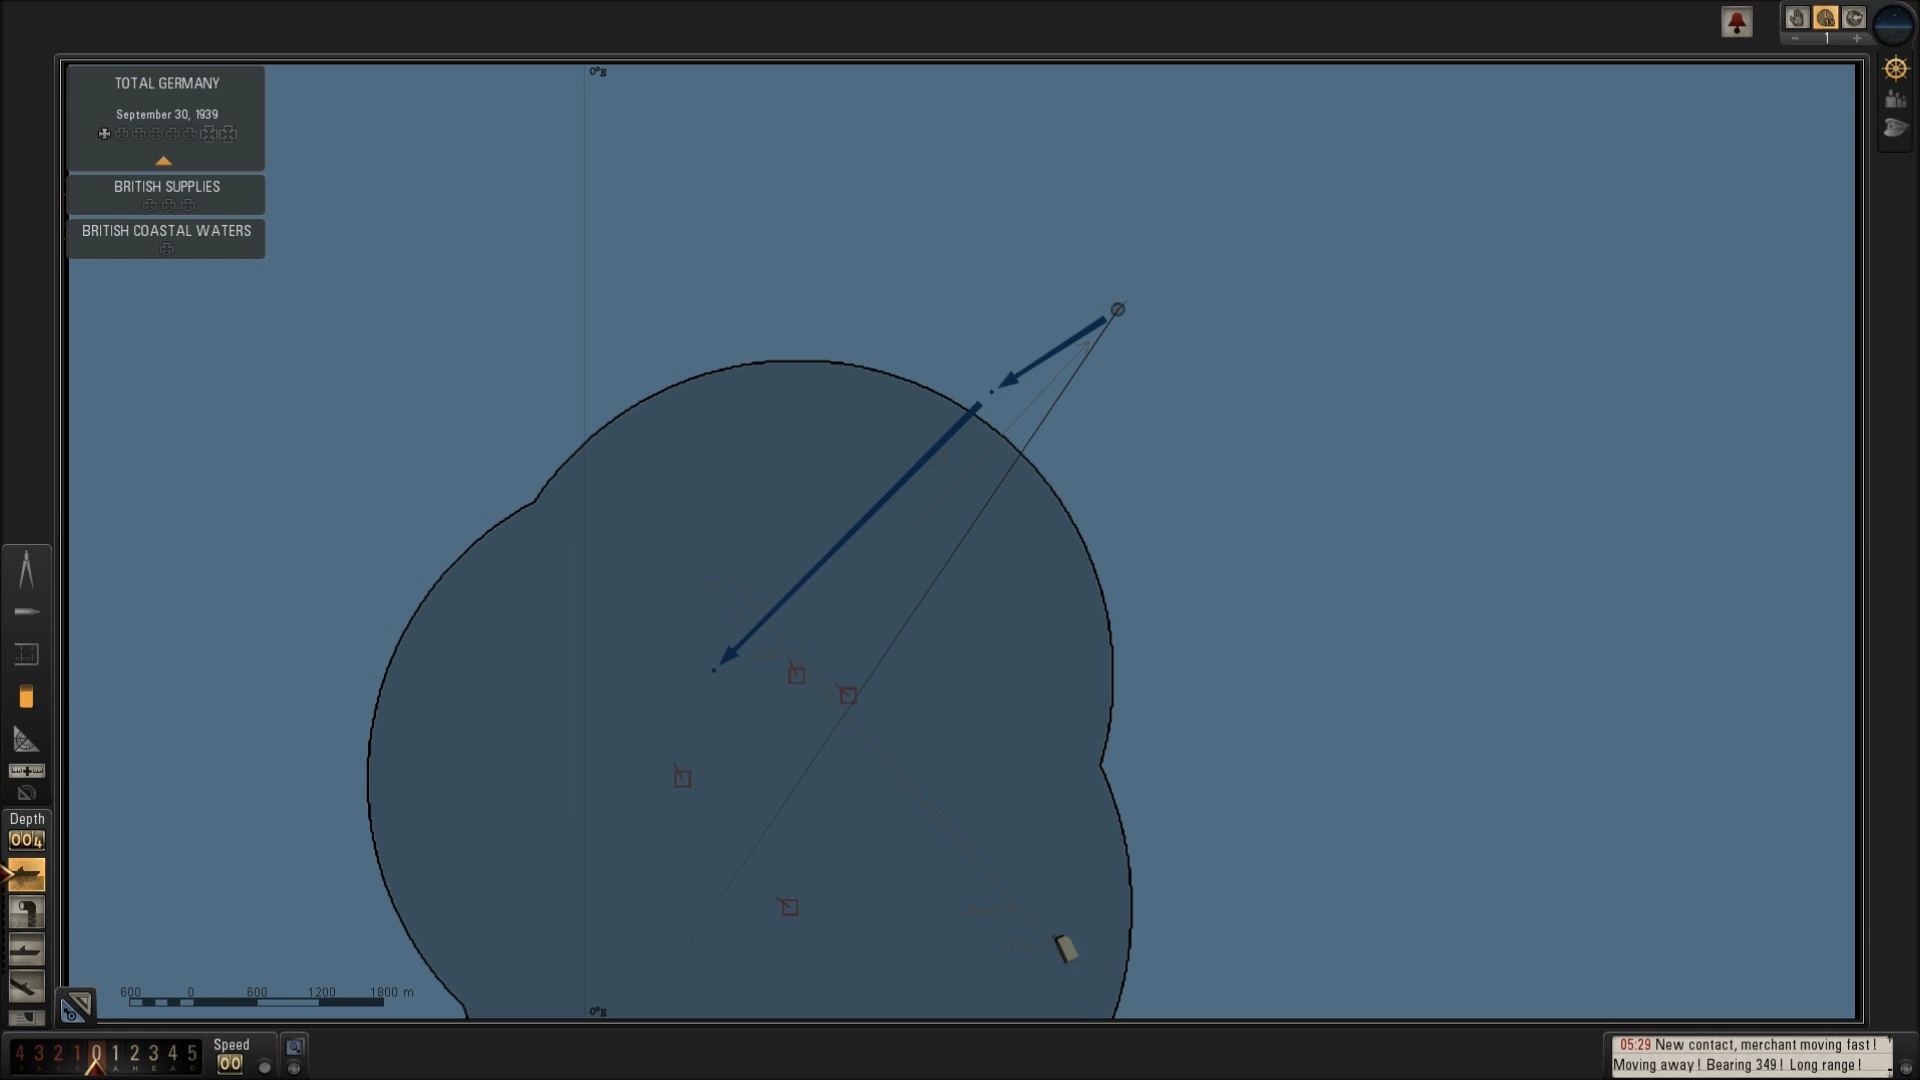 1
0°g
TOTAL GERMANY
September 30, 1939
BRITISH SUPPLIES
BRITISH COASTAL WATERS
Depth
004
600 0 600 1200 1800 m
0°g
4 3 2 1 0 1 2 3 4 5
AHEAD
Speed
00
05:29 New contact, merchant moving fast !
Moving away ! Bearing 349 ! Long range !